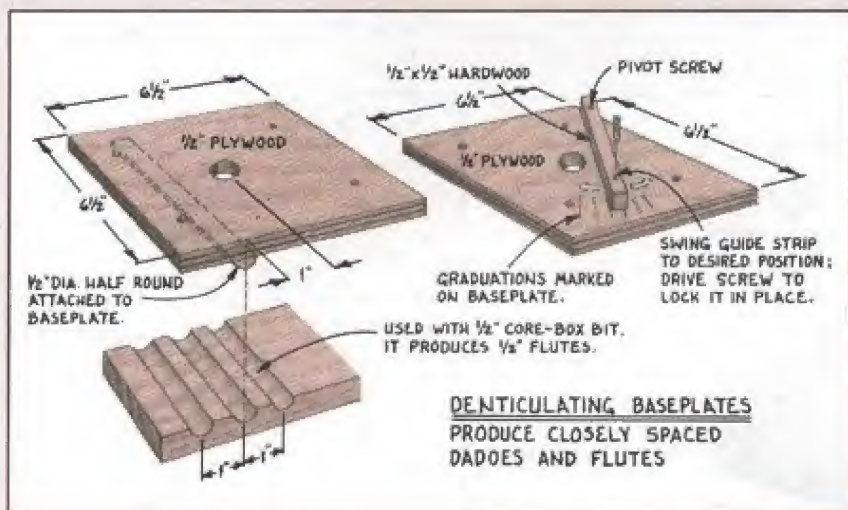 6½"
½" PLYWOOD
6½"
½" DIA. HALF ROUND
ATTACHED TO
BASEPLATE.
1"
USED WITH ½" CORE-BOX BIT,
IT PRODUCES ½" FLUTES.
1"
1"
½" x ½" HARDWOOD
PIVOT SCREW
6½"
½" PLYWOOD
6½"
GRADUATIONS MARKED
ON BASEPLATE.
SWING GUIDE STRIP
TO DESIRED POSITION;
DRIVE SCREW TO
LOCK IT IN PLACE.
DENTICULATING BASEPLATES
PRODUCE CLOSELY SPACED
DADOES AND FLUTES